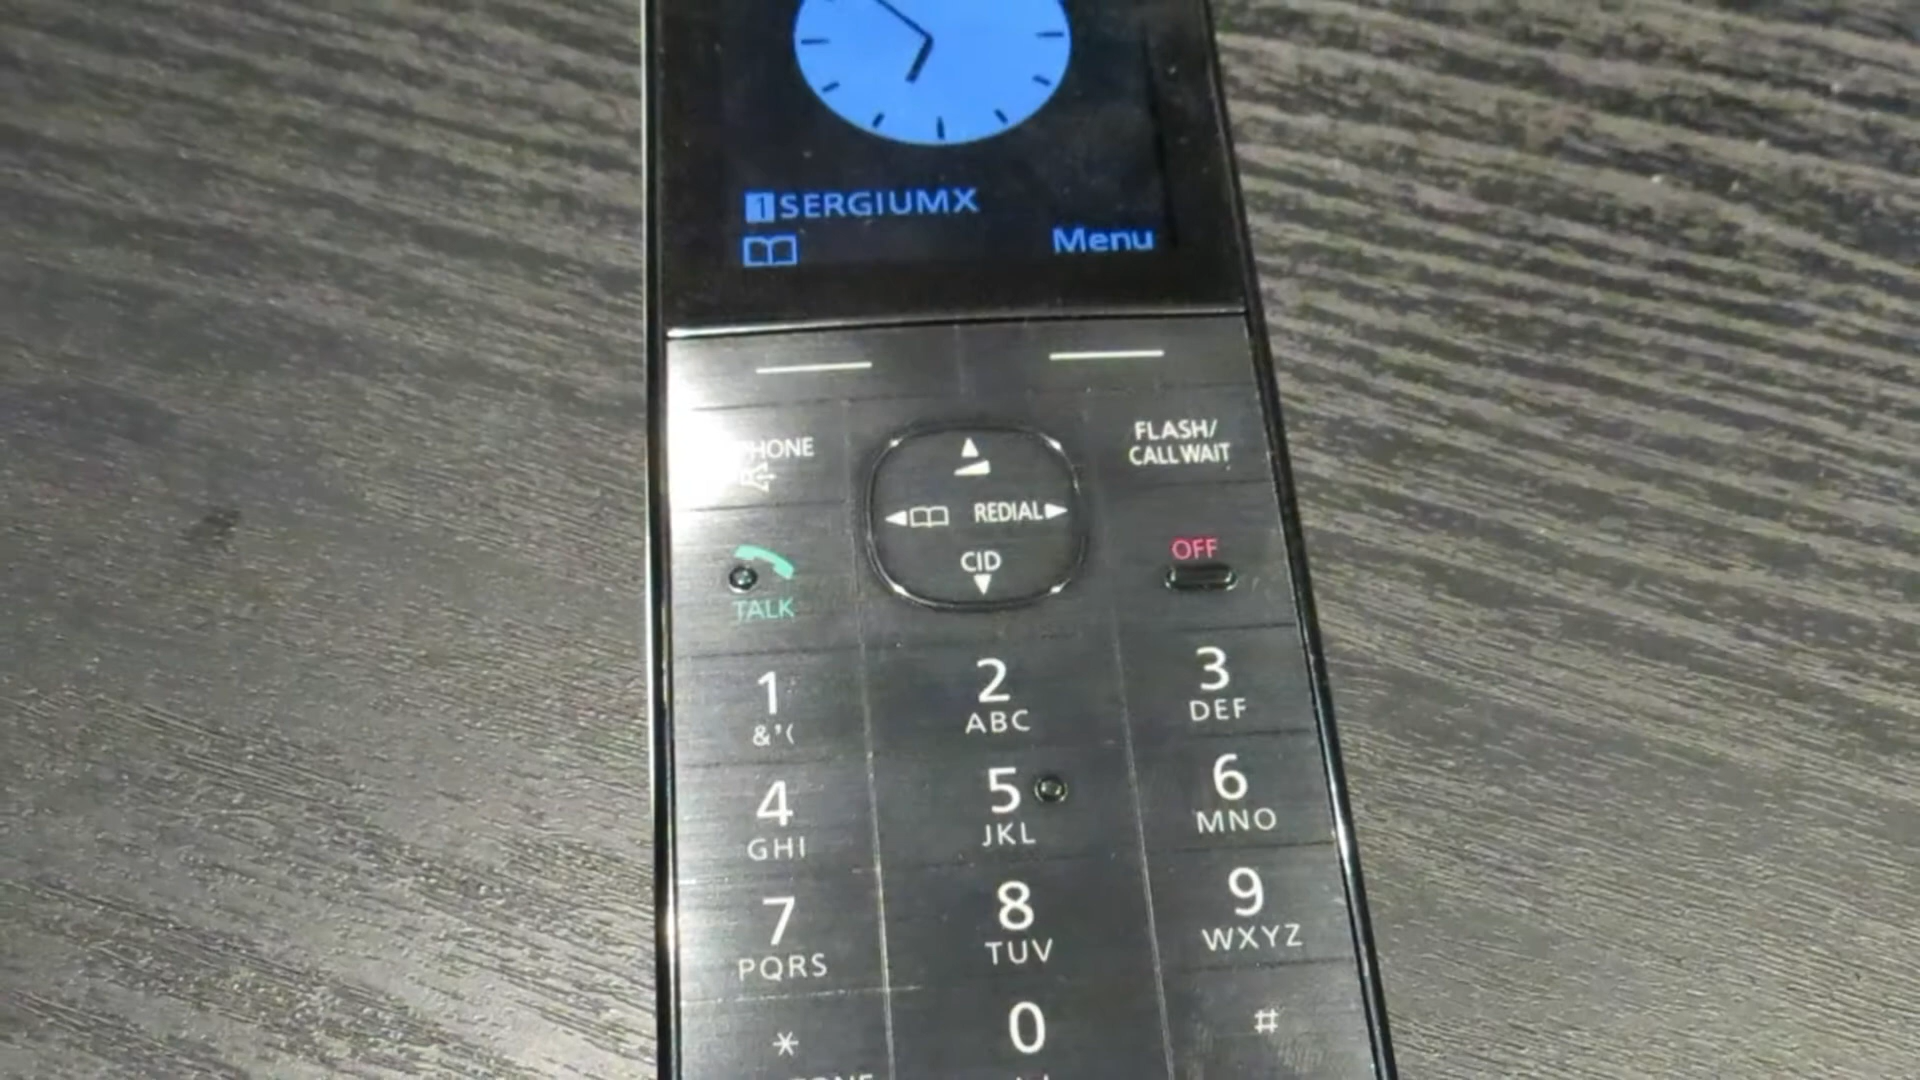 1 SERGIUMX
Menu
PHONE
FLASH/
CALL WAIT
REDIAL
CID
OFF
TALK
1
&'(
2
ABC
3
DEF
4
GHI
5
JKL
6
MNO
7
PQRS
8
TUV
9
WXYZ
*
0
#